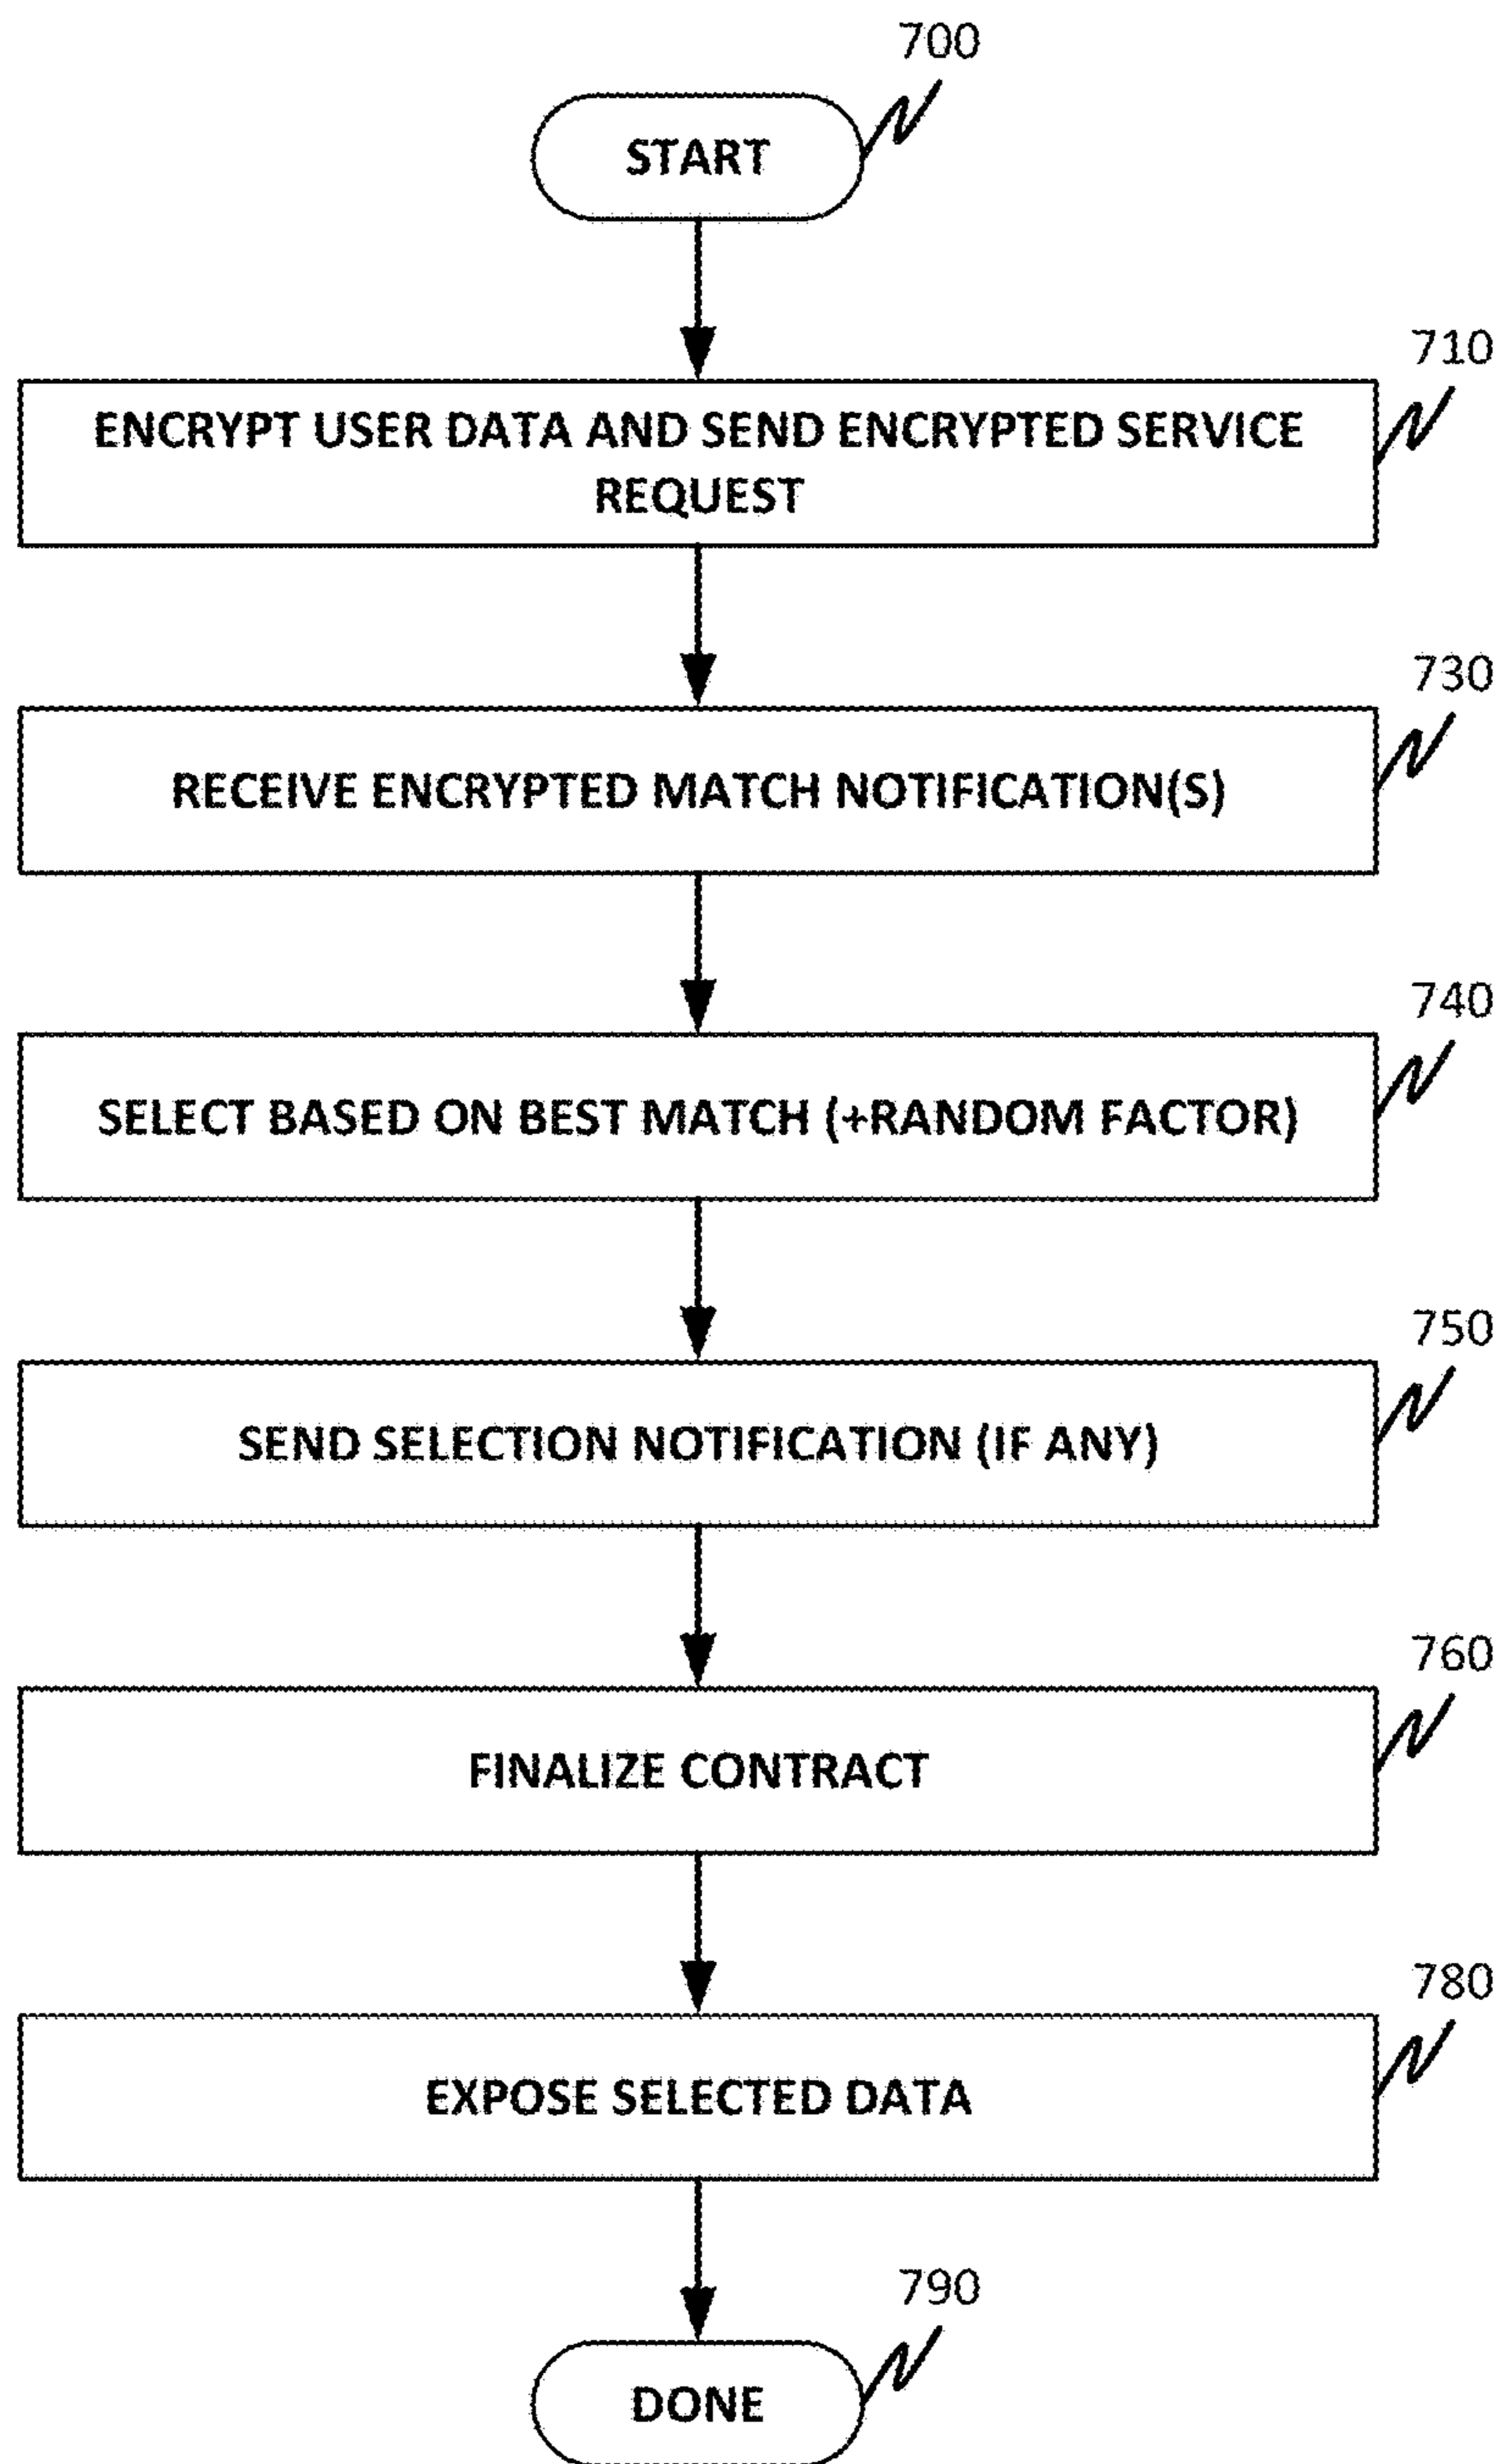 700
START
710
ENCRYPT USER DATA AND SEND ENCRYPTED SERVICE
REQUEST
730
RECEIVE ENCRYPTED MATCH NOTIFICATION(S)
740
SELECT BASED ON BEST MATCH (+RANDOM FACTOR)
750
SEND SELECTION NOTIFICATION (IF ANY)
760
FINALIZE CONTRACT
780
EXPOSE SELECTED DATA
790
DONE